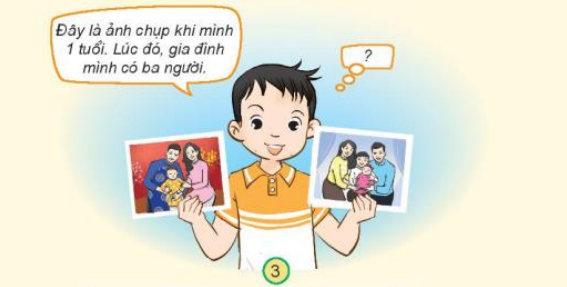 Đây là ảnh chụp khi mình
1 tuổi. Lúc đó, gia đình
mình có ba người.
?
3